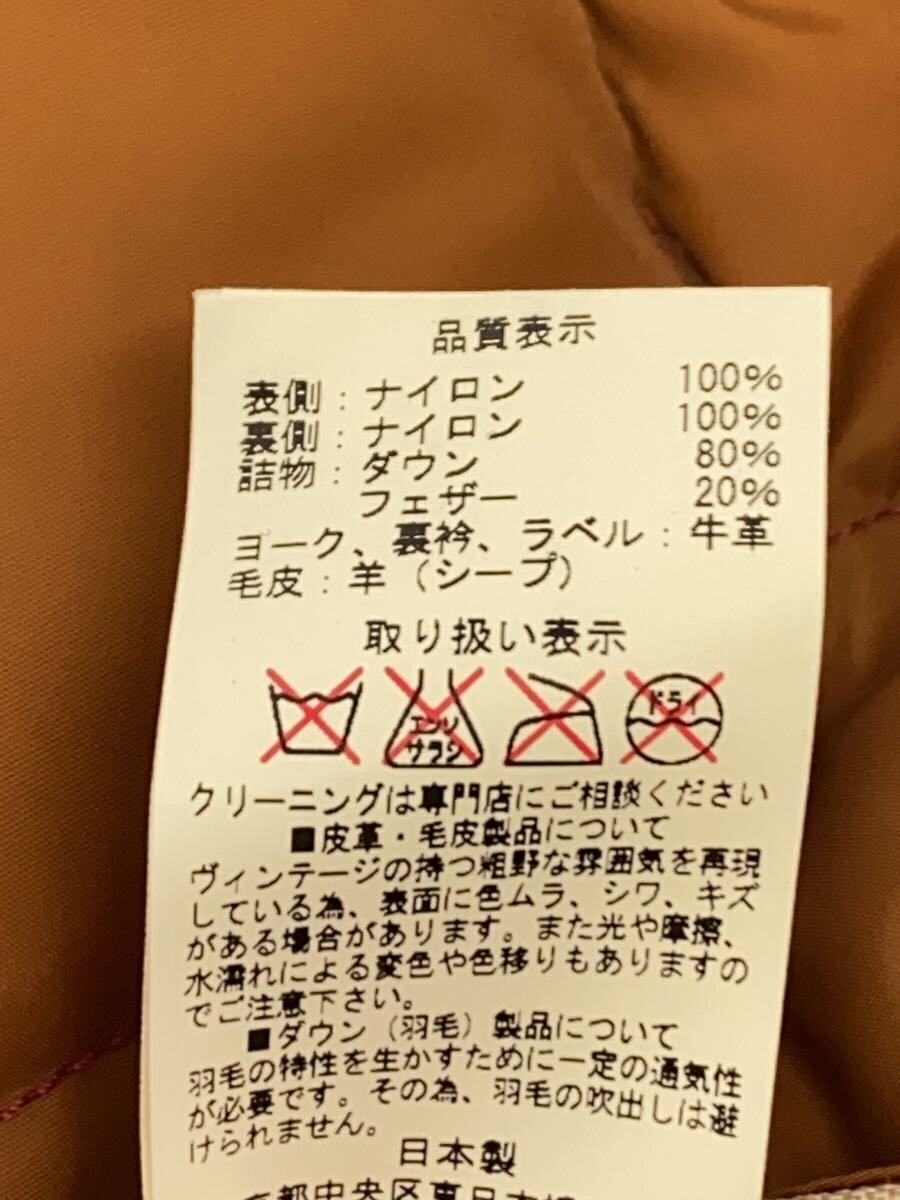 品質表示
表側：ナイロン 100%
裏側：ナイロン 100%
詰物：ダウン 80%
フェザー 20%
ヨーク、裏衿、ラベル：牛革
毛皮：羊（シープ）
取り扱い表示
エンソ
サラシ
ドライ
クリーニングは専門店にご相談ください
■皮革・毛皮製品について
ヴィンテージの持つ粗野な雰囲気を再現
している為、表面に色ムラ、シワ、キズ
がある場合があります。また光や摩擦、
水濡れによる変色や色移りもありますの
でご注意下さい。
■ダウン（羽毛）製品について
羽毛の特性を生かすために一定の通気性
が必要です。その為、羽毛の吹出しは避
けられません。
日本製
京都中央区東日本橋